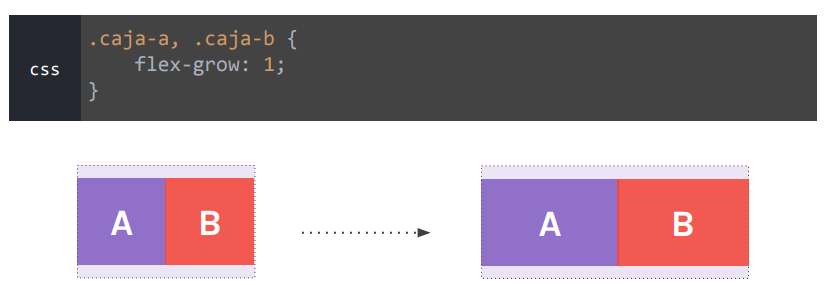 css
.caja-a, .caja-b {
    flex-grow: 1;
}
A B A B